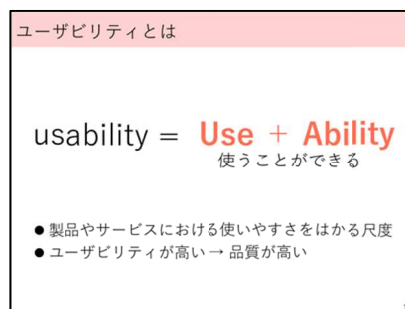 ユーザビリティとは
usability = Use + Ability
使うことができる
● 製品やサービスにおける使いやすさをはかる尺度
● ユーザビリティが高い → 品質が高い